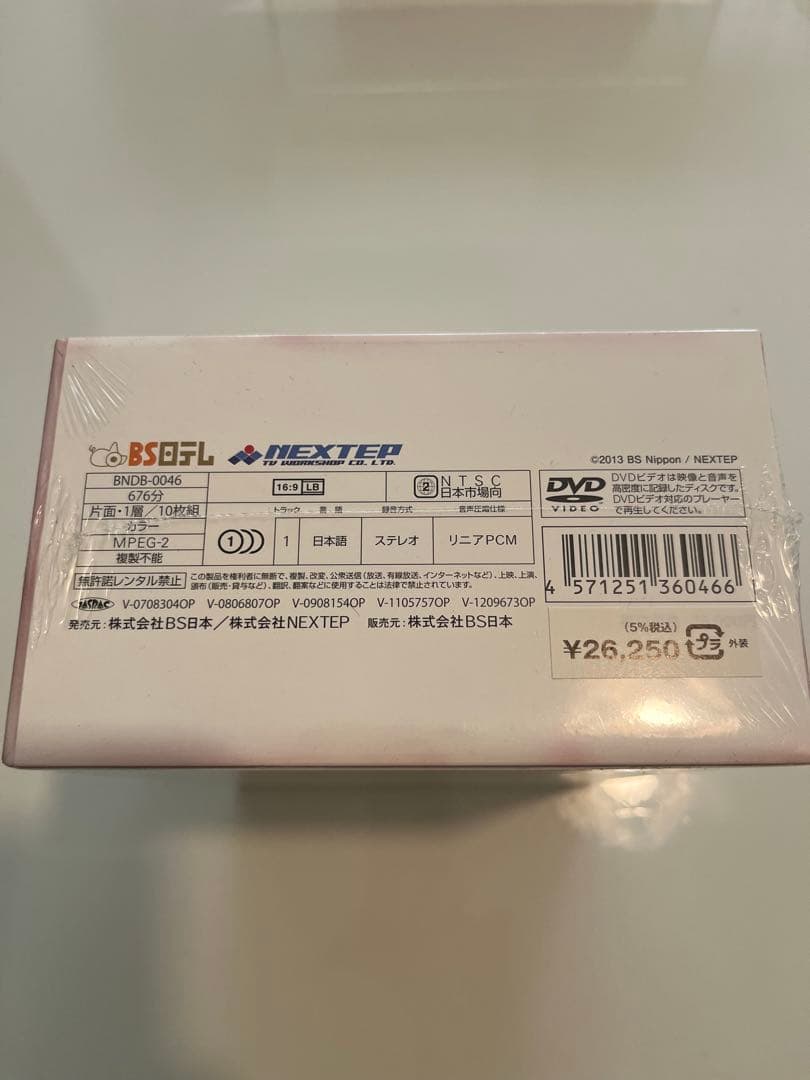 BS日テレ
NEXTEP
TV WORKSHOP CO. LTD.
©2013 BS Nippon / NEXTEP
BNDB-0046
676分
片面・1層／10枚組
カラー
MPEG-2
複製不能
16:9 LB
2
NTSC
日本市場向
トラック 言語 録音方式 音声圧縮仕様
1 1 日本語 ステレオ リニアPCM
DVD
VIDEO
DVDビデオは映像と音声を
高密度に記録したディスクです。
DVDビデオ対応のプレーヤー
で再生してください。
無許諾レンタル禁止
この製品を権利者に無断で、複製、改変、公衆送信(放送、有線放送、インターネットなど)、上映、上演、
頒布(販売・貸与など)、翻訳、翻案などに使用することは法律で禁止されています。
JASRAC V-0708304OP V-0806807OP V-0908154OP V-1105757OP V-1209673OP
発売元：株式会社BS日本／株式会社NEXTEP 販売元：株式会社BS日本
4 571251 360466
(5%税込)
¥26,250
プラ
外装